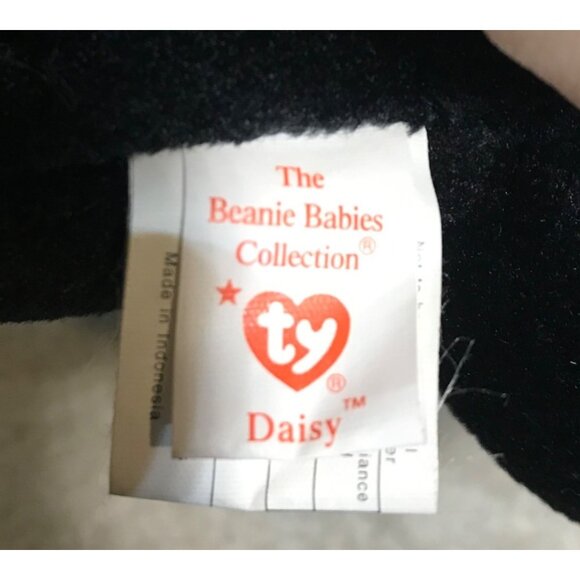 The
Beanie Babies
Collection®
ty®
Daisy™
Made in Indonesia